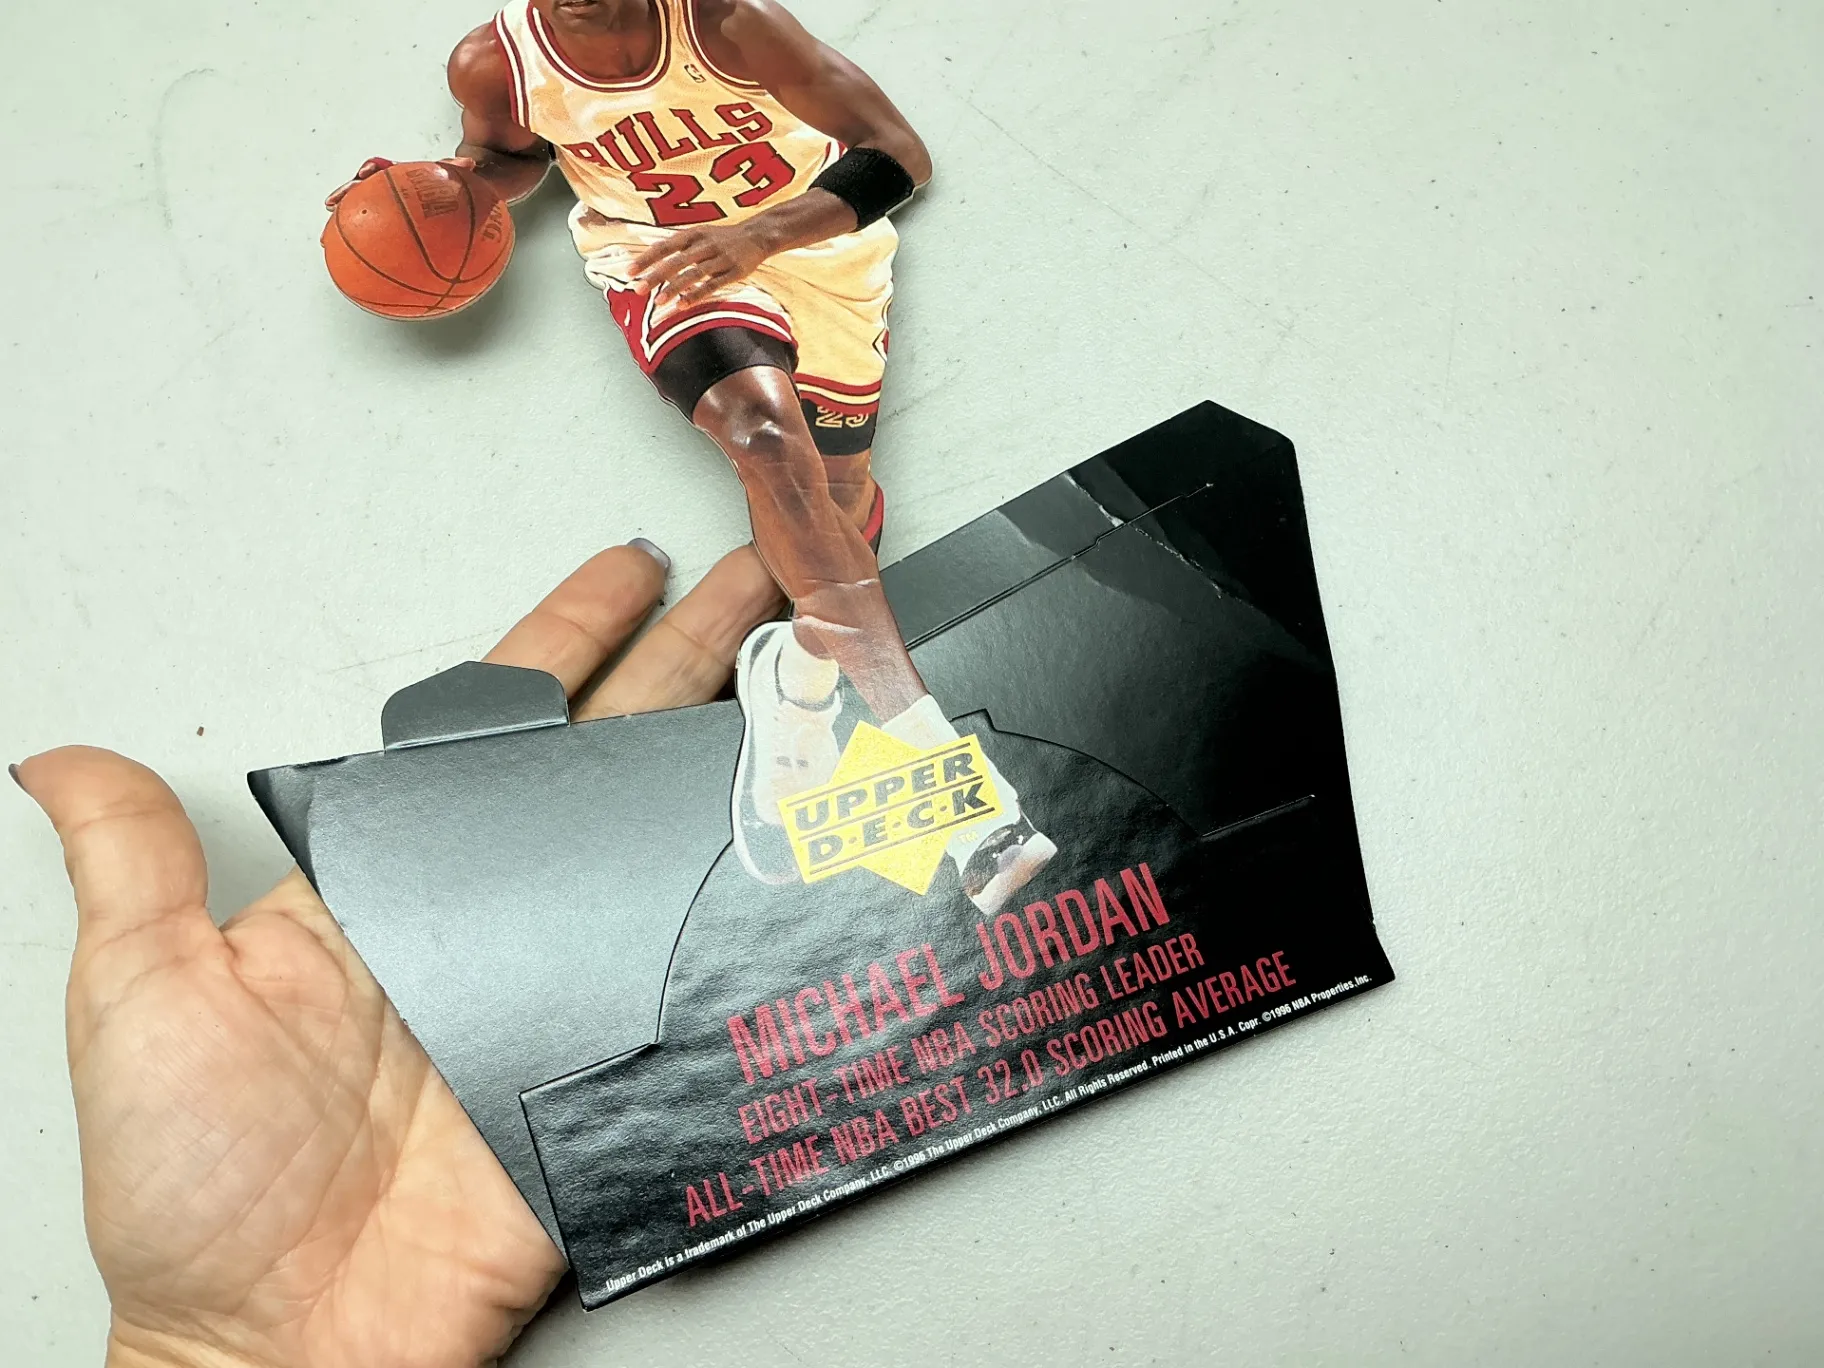 BULLS
23
23
UPPER
D·E·C·K
TM
MICHAEL JORDAN
EIGHT-TIME NBA SCORING LEADER
ALL-TIME NBA BEST 32.0 SCORING AVERAGE
Upper Deck is a trademark of The Upper Deck Company, LLC. ©1996 The Upper Deck Company, LLC. All Rights Reserved. Printed in the U.S.A. Copr. ©1996 NBA Properties,Inc.